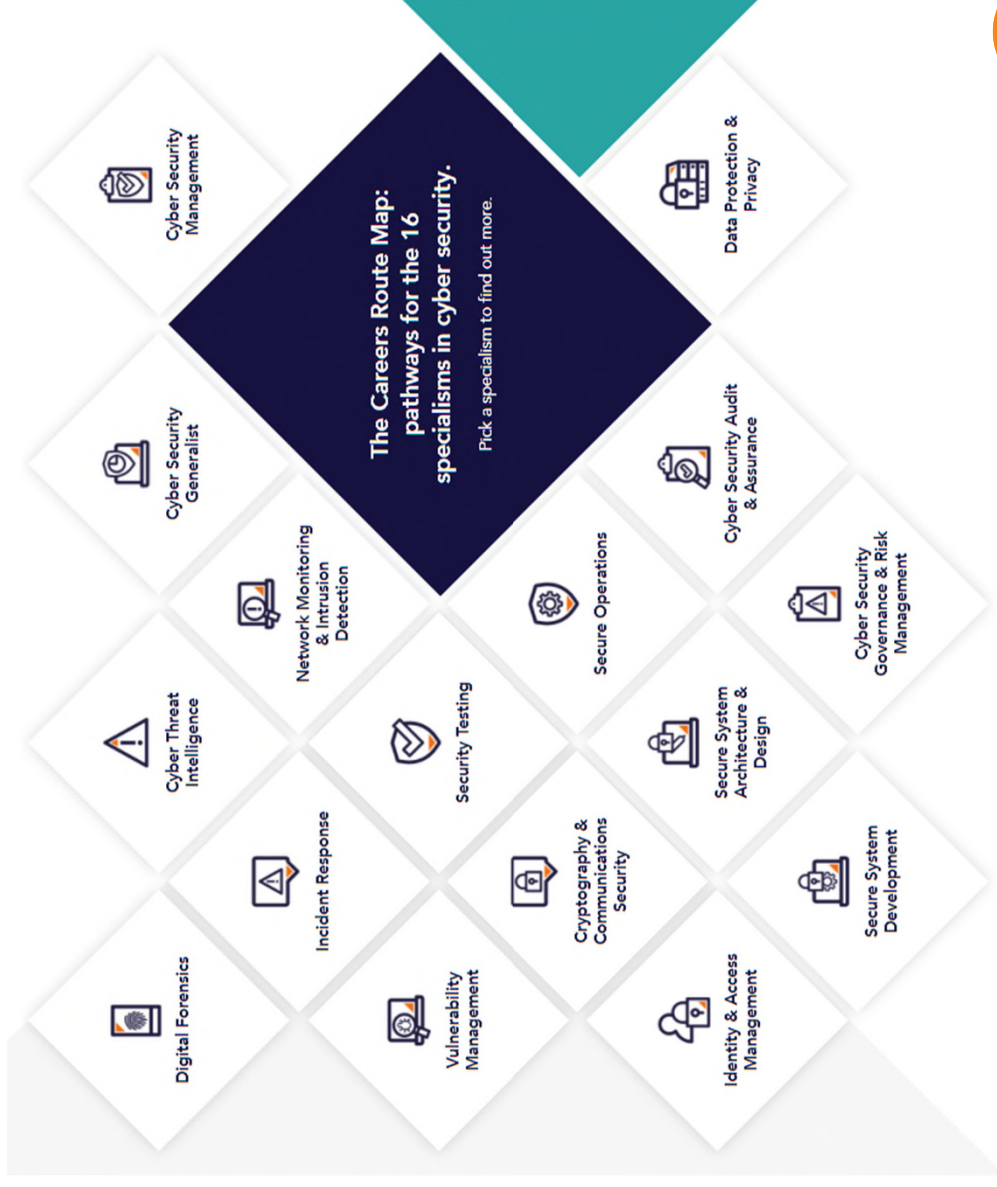 Digital Forensics
Cyber Threat
Intelligence
Cyber Security
Generalist
Cyber Security
Management
Incident Response
Network Monitoring
& Intrusion
Detection
The Careers Route Map:
pathways for the 16
specialisms in cyber security.
Pick a specialism to find out more.
Vulnerability
Management
Security Testing
Cryptography &
Communications
Security
Secure Operations
Identity & Access
Management
Secure System
Architecture &
Design
Cyber Security Audit
& Assurance
Data Protection &
Privacy
Secure System
Development
Cyber Security
Governance & Risk
Management